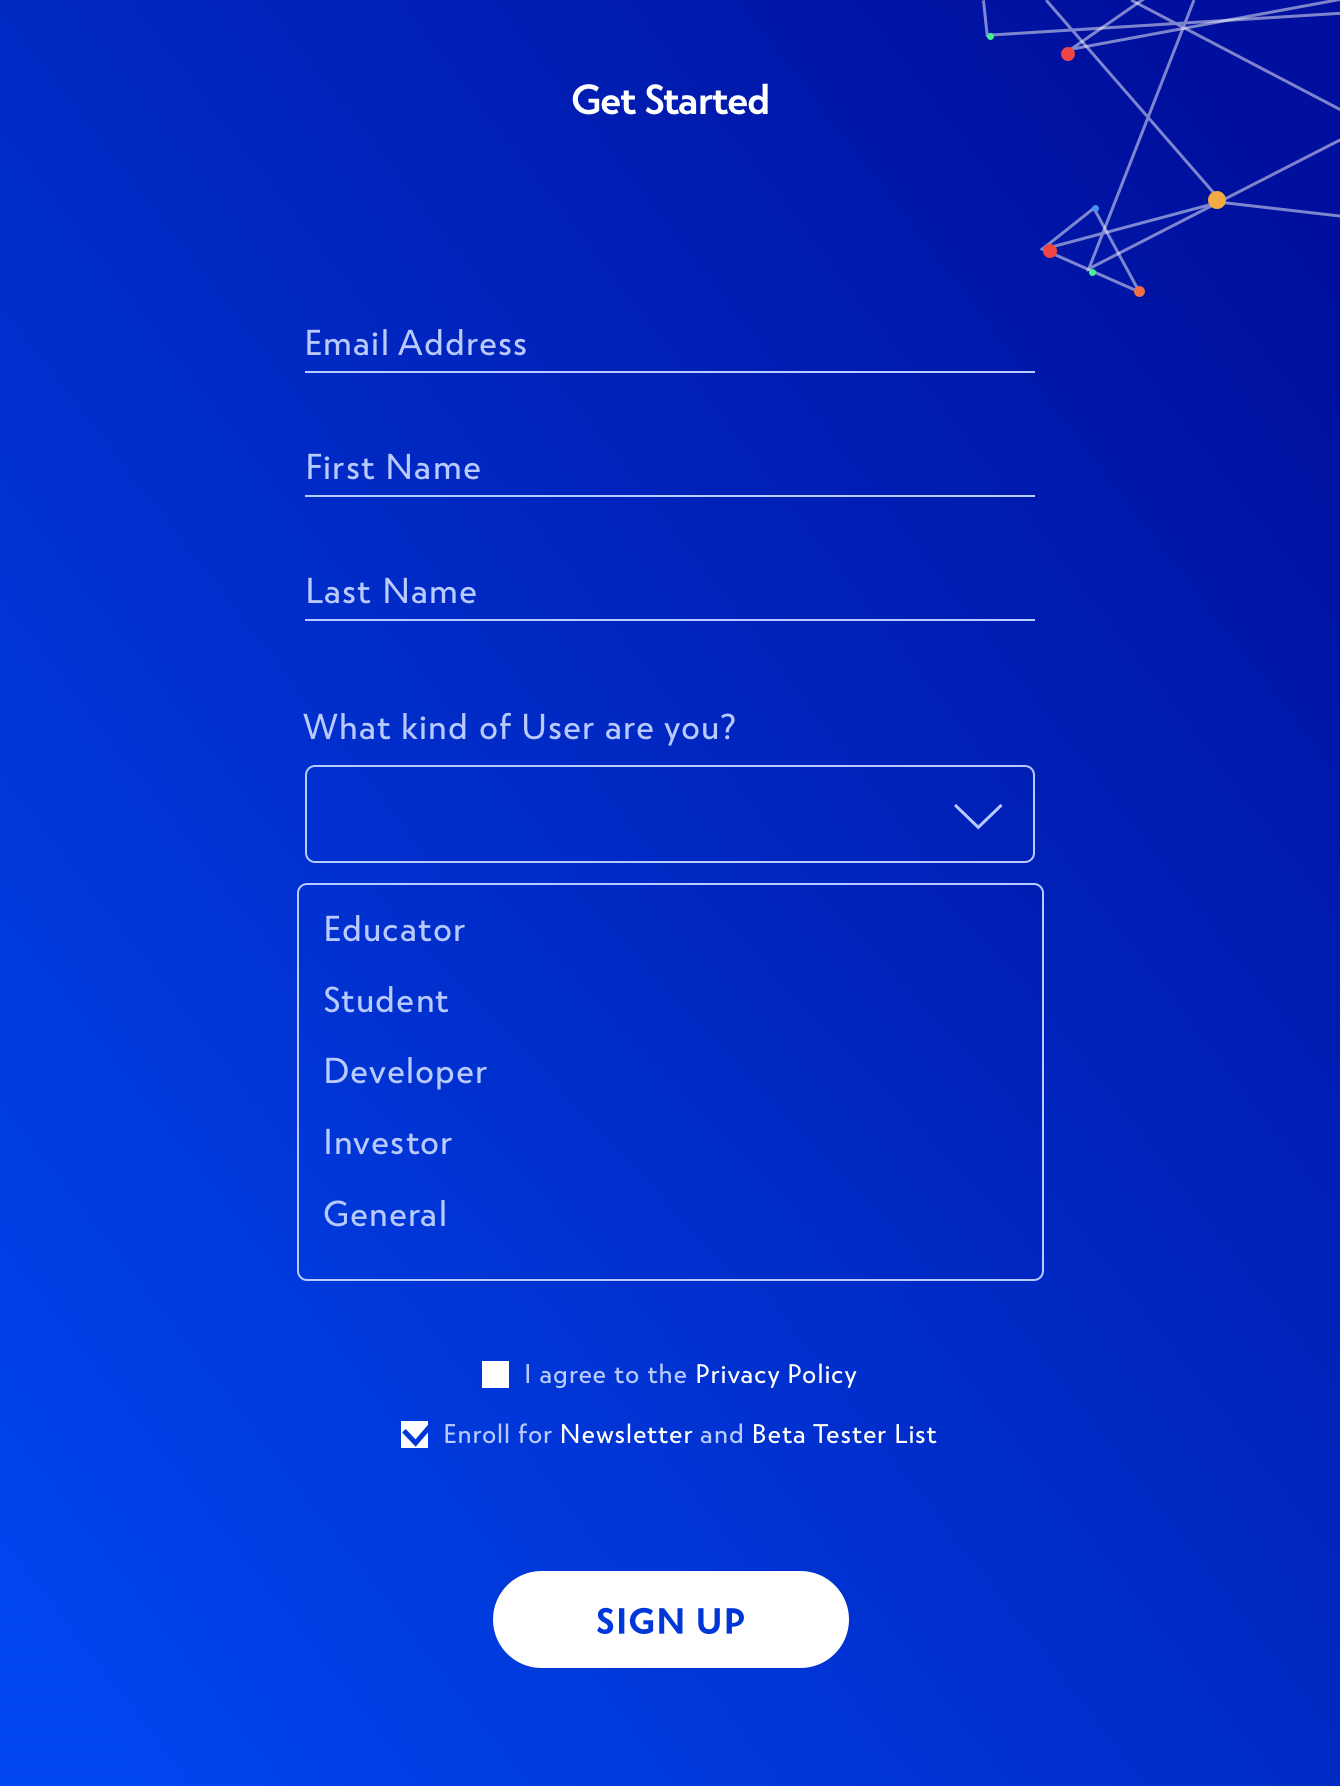 Get Started
Email Address
First Name
Last Name
What kind of User are you?
Educator
Student
Developer
Investor
General
I agree to the Privacy Policy
Enroll for Newsletter and Beta Tester List
SIGN UP